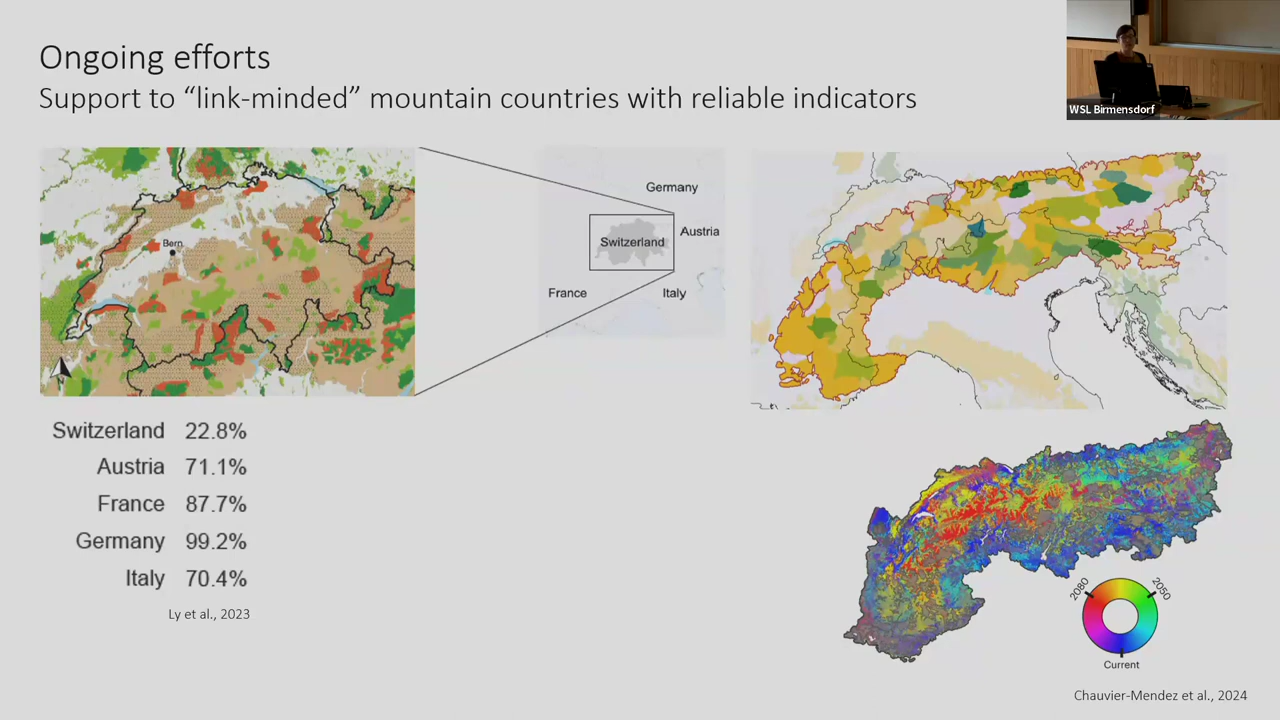 Ongoing efforts
Support to “link-minded” mountain countries with reliable indicators
WSL Birmensdorf
Bern
Germany
Switzerland
Austria
France
Italy
Switzerland 22.8%
Austria 71.1%
France 87.7%
Germany 99.2%
Italy 70.4%
Ly et al., 2023
2080
2050
Current
Chauvier-Mendez et al., 2024